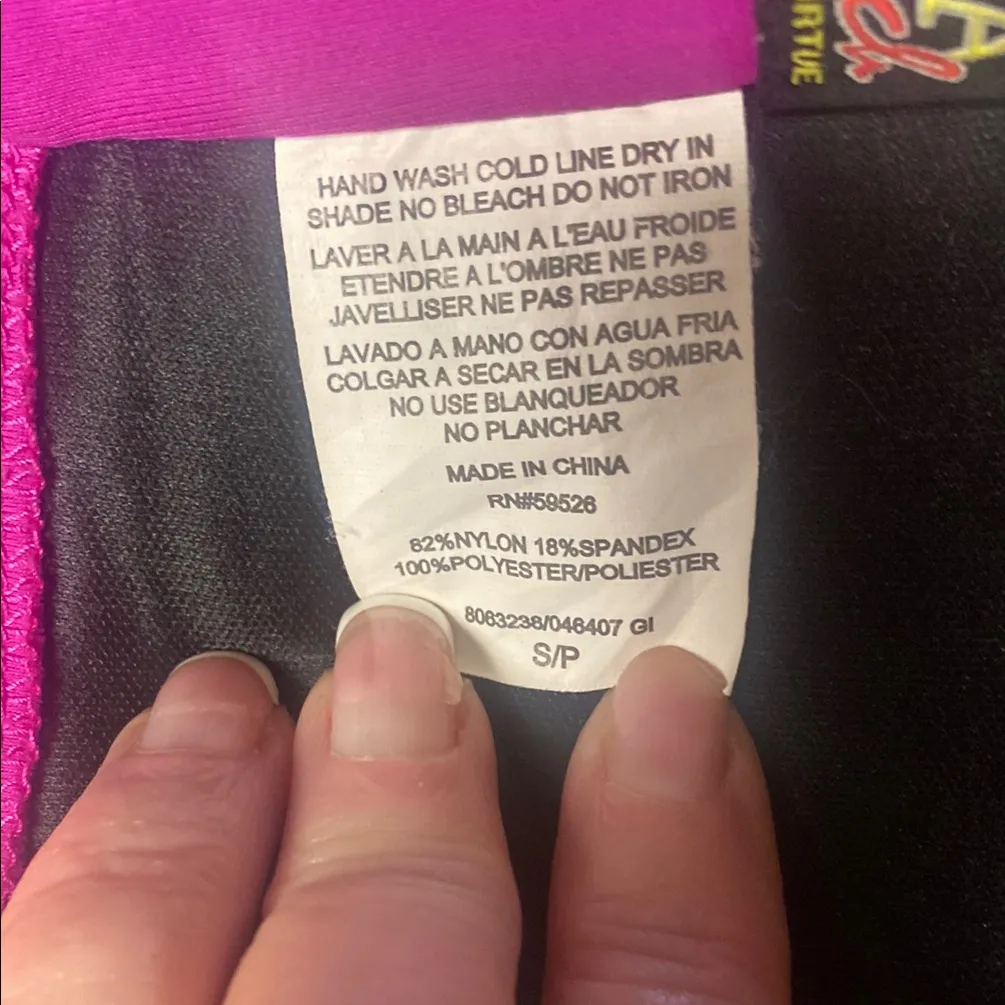 HAND WASH COLD LINE DRY IN
SHADE NO BLEACH DO NOT IRON
LAVER A LA MAIN A L'EAU FROIDE
ETENDRE A L'OMBRE NE PAS
JAVELLISER NE PAS REPASSER
LAVADO A MANO CON AGUA FRIA
COLGAR A SECAR EN LA SOMBRA
NO USE BLANQUEADOR
NO PLANCHAR
MADE IN CHINA
RN#59526
82%NYLON 18%SPANDEX
100%POLYESTER/POLIESTER
8063238/046407 GI
S/P